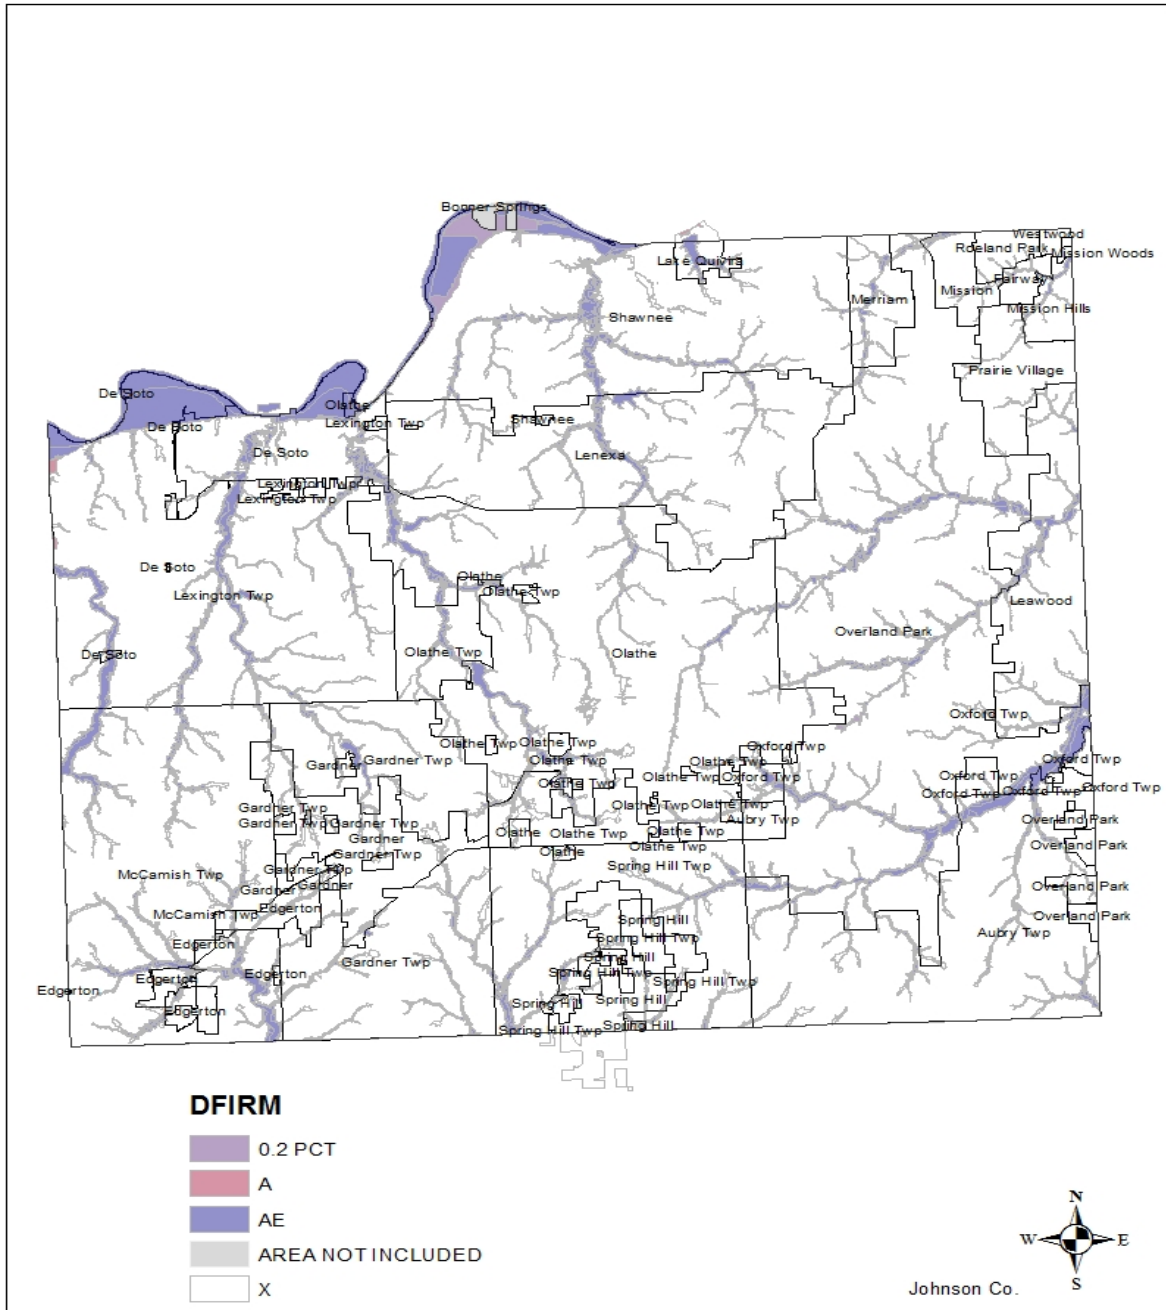 Bonner Springs
Westwood
Roeland Park
Mission Woods
Lake Quivira
Fairway
Mission
Merriam
Mission Hills
Shawnee
Prairie Village
De Soto
Olathe
Lexington Twp
Shawnee
De Soto
De Soto
Lenexa
Lexington Twp
Lexington Twp
De Soto
Olathe
Olathe Twp
Lexington Twp
Leawood
Overland Park
Olathe Twp
Olathe
De Soto
Oxford Twp
Olathe Twp
Olathe Twp
Oxford Twp
Gardner
Gardner Twp
Olathe Twp
Olathe Twp
Oxford Twp
Olathe Twp
Oxford Twp
Oxford Twp
Olathe Twp
Oxford Twp
Oxford Twp
Oxford Twp
Gardner Twp
Olathe Twp
Olathe Twp
Gardner Twp
Gardner Twp
Aubry Twp
Overland Park
Gardner
Olathe
Olathe Twp
Olathe Twp
Gardner Twp
Olathe
Olathe Twp
Overland Park
McCamish Twp
Gardner Twp
Spring Hill Twp
Gardner
Gardner
Overland Park
McCamish Twp
Edgerton
Spring Hill
Overland Park
Edgerton
Spring Hill Twp
Aubry Twp
Gardner Twp
Spring Hill
Edgerton
Edgerton
Spring Hill Twp
Spring Hill Twp
Edgerton
Edgerton
Spring Hill
Spring Hill
Spring Hill Twp
Spring Hill
DFIRM
0.2 PCT
A
AE
AREA NOT INCLUDED
X
N
W
E
S
Johnson Co.